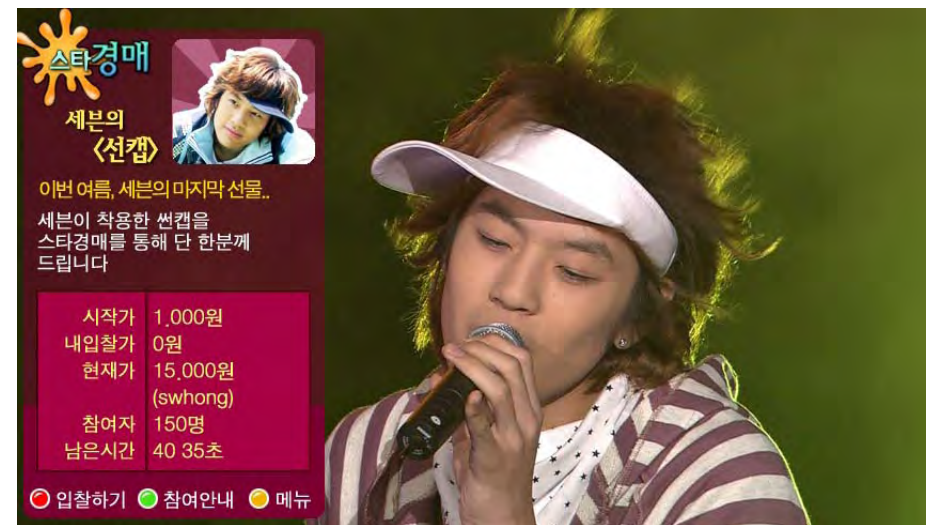 스타경매
세븐의
<선캡>
이번 여름, 세븐의 마지막 선물..
세븐이 착용한 썬캡을
스타경매를 통해 단 한분께
드립니다
시작가 1,000원
내입찰가 0원
현재가 15,000원
(swhong)
참여자 150명
남은시간 40 35초
입찰하기 참여안내 메뉴